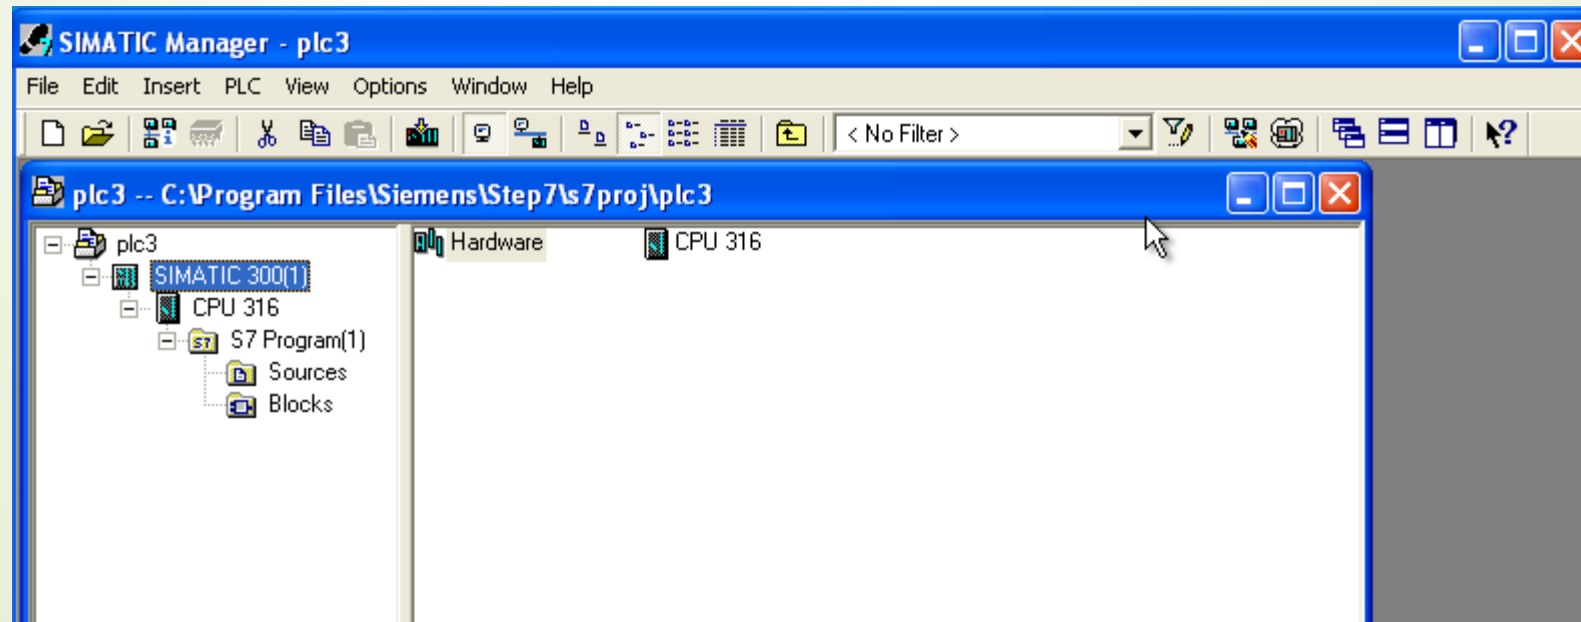 SIMATIC Manager - plc3
File Edit Insert PLC View Options Window Help
< No Filter >
plc3 -- C:\Program Files\Siemens\Step7\s7proj\plc3
plc3
SIMATIC 300(1)
CPU 316
S7 Program(1)
Sources
Blocks
Hardware CPU 316